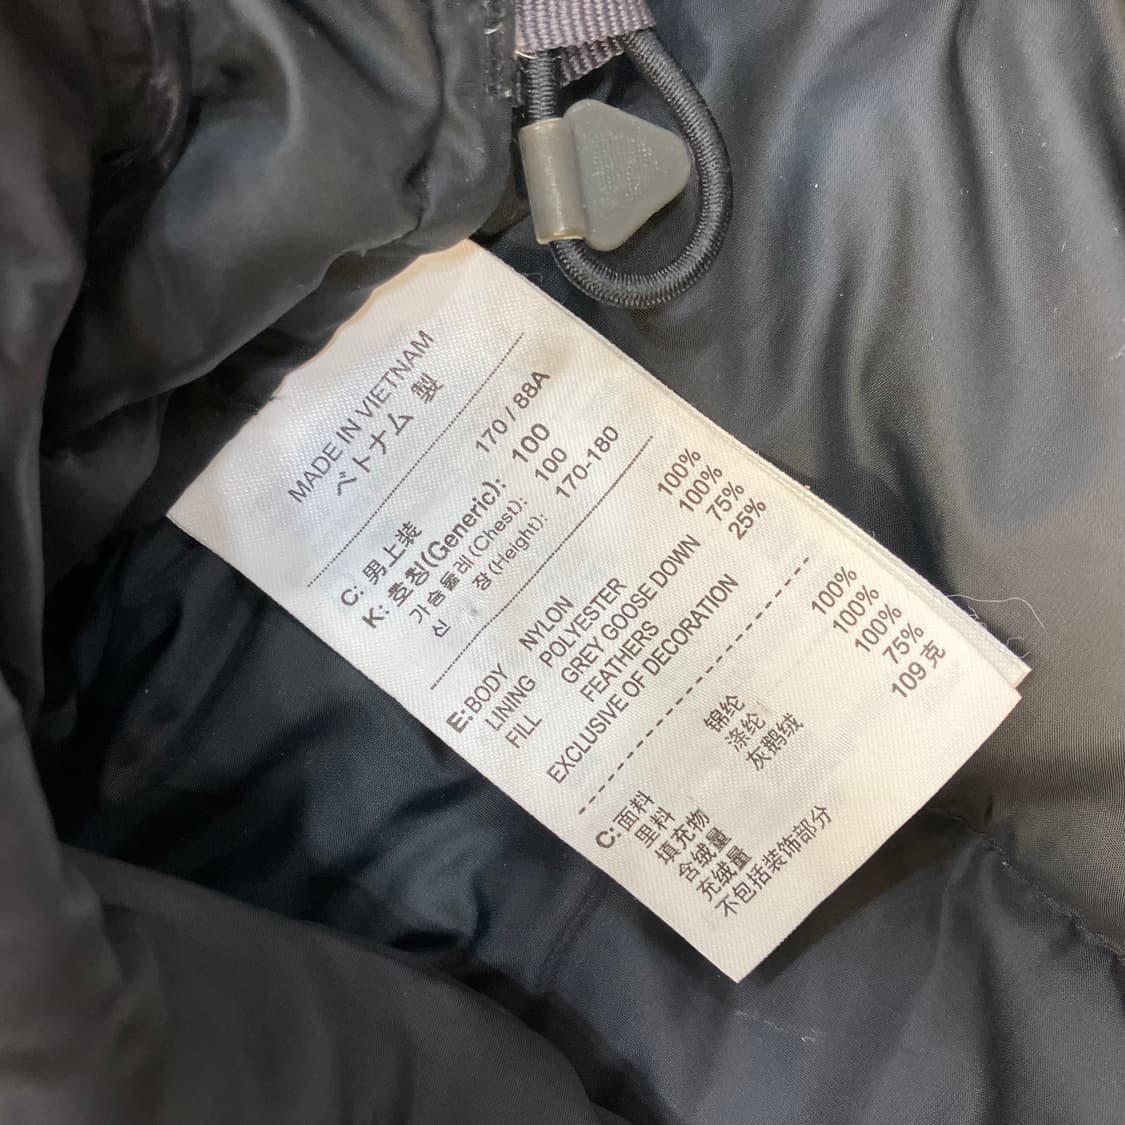 MADE IN VIETNAM
ベトナム 製
C: 男上装 170 / 88A
K: 호칭(Generic): 100
가슴둘레(Chest): 100
신 장(Height): 170-180
E: BODY NYLON 100%
LINING POLYESTER 100%
FILL GREY GOOSE DOWN 75%
FEATHERS 25%
EXCLUSIVE OF DECORATION
C: 面料 锦纶 100%
里料 涤纶 100%
填充物 灰鹅绒 100%
含绒量 75%
充绒量 109 克
不包括装饰部分